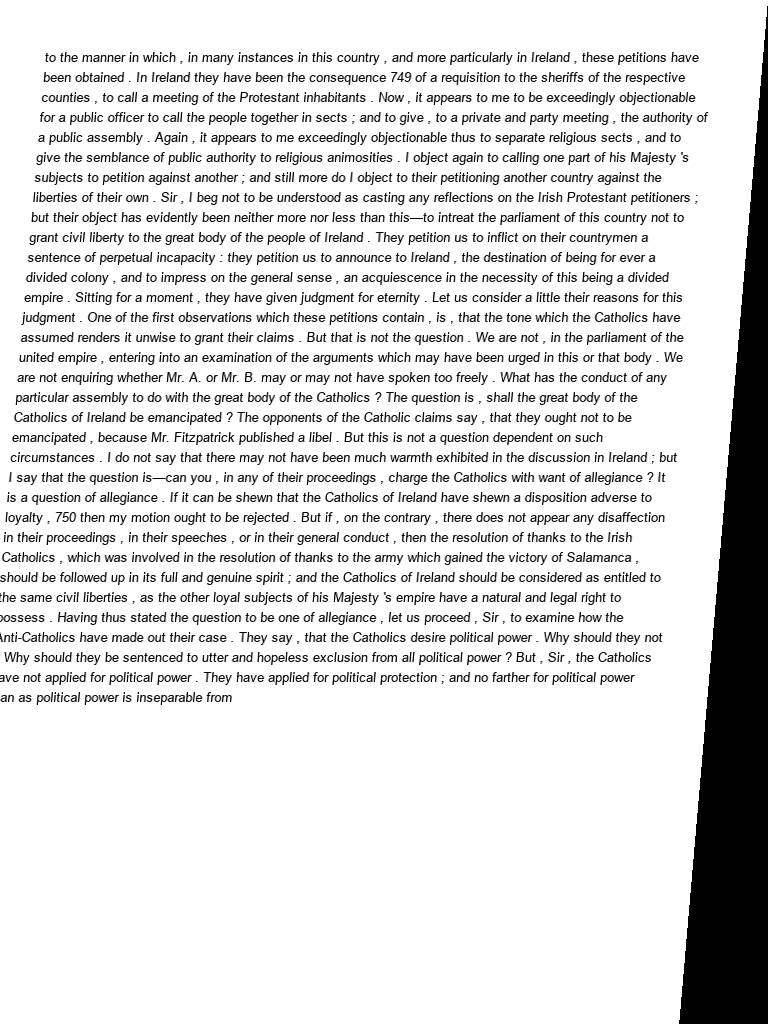 to the manner in which , in many instances in this country , and more particularly in Ireland , these petitions have
been obtained . In Ireland they have been the consequence 749 of a requisition to the sheriffs of the respective
counties , to call a meeting of the Protestant inhabitants . Now , it appears to me to be exceedingly objectionable
for a public officer to call the people together in sects ; and to give , to a private and party meeting , the authority of
a public assembly . Again , it appears to me exceedingly objectionable thus to separate religious sects , and to
give the semblance of public authority to religious animosities . I object again to calling one part of his Majesty 's
subjects to petition against another ; and still more do I object to their petitioning another country against the
liberties of their own . Sir , I beg not to be understood as casting any reflections on the Irish Protestant petitioners ;
but their object has evidently been neither more nor less than this—to intreat the parliament of this country not to
grant civil liberty to the great body of the people of Ireland . They petition us to inflict on their countrymen a
sentence of perpetual incapacity : they petition us to announce to Ireland , the destination of being for ever a
divided colony , and to impress on the general sense , an acquiescence in the necessity of this being a divided
empire . Sitting for a moment , they have given judgment for eternity . Let us consider a little their reasons for this
judgment . One of the first observations which these petitions contain , is , that the tone which the Catholics have
assumed renders it unwise to grant their claims . But that is not the question . We are not , in the parliament of the
united empire , entering into an examination of the arguments which may have been urged in this or that body . We
are not enquiring whether Mr. A. or Mr. B. may or may not have spoken too freely . What has the conduct of any
particular assembly to do with the great body of the Catholics ? The question is , shall the great body of the
Catholics of Ireland be emancipated ? The opponents of the Catholic claims say , that they ought not to be
emancipated , because Mr. Fitzpatrick published a libel . But this is not a question dependent on such
circumstances . I do not say that there may not have been much warmth exhibited in the discussion in Ireland ; but
I say that the question is—can you , in any of their proceedings , charge the Catholics with want of allegiance ? It
is a question of allegiance . If it can be shewn that the Catholics of Ireland have shewn a disposition adverse to
loyalty , 750 then my motion ought to be rejected . But if , on the contrary , there does not appear any disaffection
in their proceedings , in their speeches , or in their general conduct , then the resolution of thanks to the Irish
Catholics , which was involved in the resolution of thanks to the army which gained the victory of Salamanca ,
should be followed up in its full and genuine spirit ; and the Catholics of Ireland should be considered as entitled to
the same civil liberties , as the other loyal subjects of his Majesty 's empire have a natural and legal right to
possess . Having thus stated the question to be one of allegiance , let us proceed , Sir , to examine how the
Anti-Catholics have made out their case . They say , that the Catholics desire political power . Why should they not
Why should they be sentenced to utter and hopeless exclusion from all political power ? But , Sir , the Catholics
ave not applied for political power . They have applied for political protection ; and no farther for political power
an as political power is inseparable from